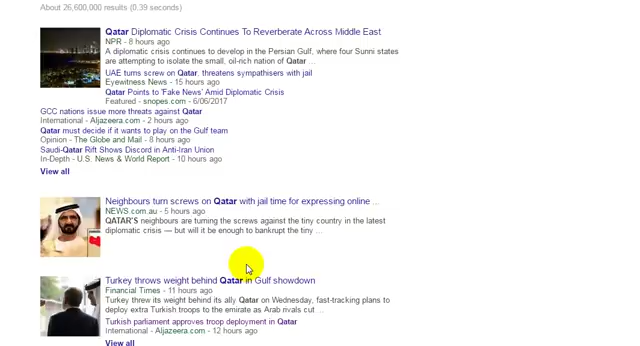 About 26,600,000 results (0.39 seconds)
Qatar Diplomatic Crisis Continues To Reverberate Across Middle East
NPR - 8 hours ago
A diplomatic crisis continues to develop in the Persian Gulf, where four Sunni states
are attempting to isolate the small, oil-rich nation of Qatar ...
UAE turns screw on Qatar, threatens sympathisers with jail
Eyewitness News - 15 hours ago
Qatar Points to 'Fake News' Amid Diplomatic Crisis
Featured - snopes.com - 6/06/2017
GCC nations issue more threats against Qatar
International - Aljazeera.com - 2 hours ago
Qatar must decide if it wants to play on the Gulf team
Opinion - The Globe and Mail - 8 hours ago
Saudi-Qatar Rift Shows Discord in Anti-Iran Union
In-Depth - U.S. News & World Report - 10 hours ago
View all
Neighbours turn screws on Qatar with jail time for expressing online ...
NEWS.com.au - 5 hours ago
QATAR'S neighbours are turning the screws against the tiny country in the latest
diplomatic crisis — but will it be enough to bankrupt the tiny ...
Turkey throws weight behind Qatar in Gulf showdown
Financial Times - 11 hours ago
Turkey threw its weight behind its ally Qatar on Wednesday, fast-tracking plans to
deploy extra Turkish troops to the emirate as Arab rivals cut ...
Turkish parliament approves troop deployment in Qatar
International - Aljazeera.com - 12 hours ago
View all